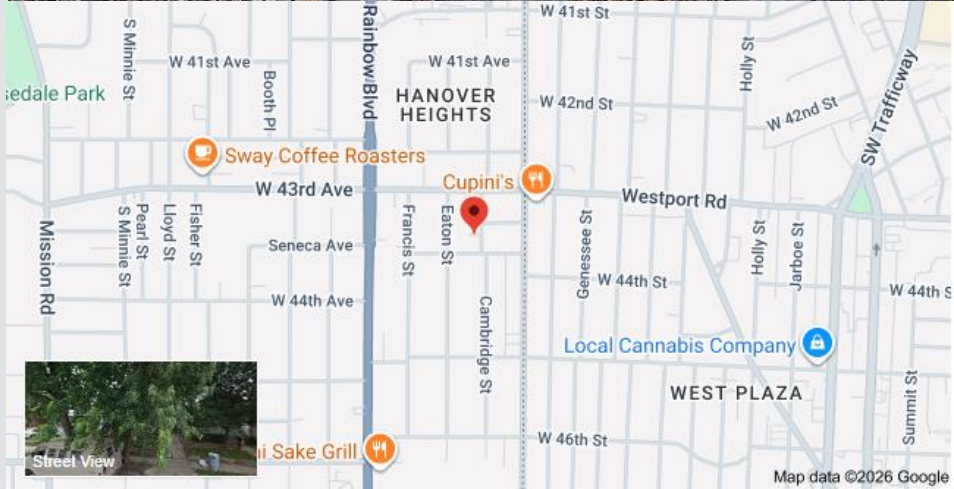 W 41st St
S Minnie St
Rainbow Blvd
Holly St
SW Trafficway
W 41st Ave
W 41st Ave
Booth Pl
sedale Park
HANOVER
HEIGHTS
W 42nd St
W 42nd St
Sway Coffee Roasters
Cupini's
W 43rd Ave
Westport Rd
Mission Rd
S Minnie St
Pearl St
Lloyd St
Fisher St
Seneca Ave
Francis St
Eaton St
Genessee St
Holly St
Jarboe St
W 44th St
W 44th S
W 44th Ave
Cambridge St
Local Cannabis Company
WEST PLAZA
Summit St
W 46th St
i Sake Grill
Street View
Map data ©2026 Google